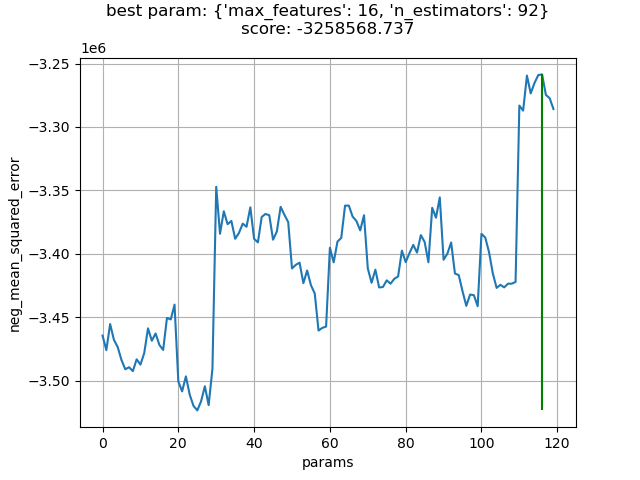 best param: {'max_features': 16, 'n_estimators': 92}
score: -3258568.737
1e6
−3.25
−3.30
−3.35
−3.40
−3.45
−3.50
neg_mean_squared_error
0 20 40 60 80 100 120
params